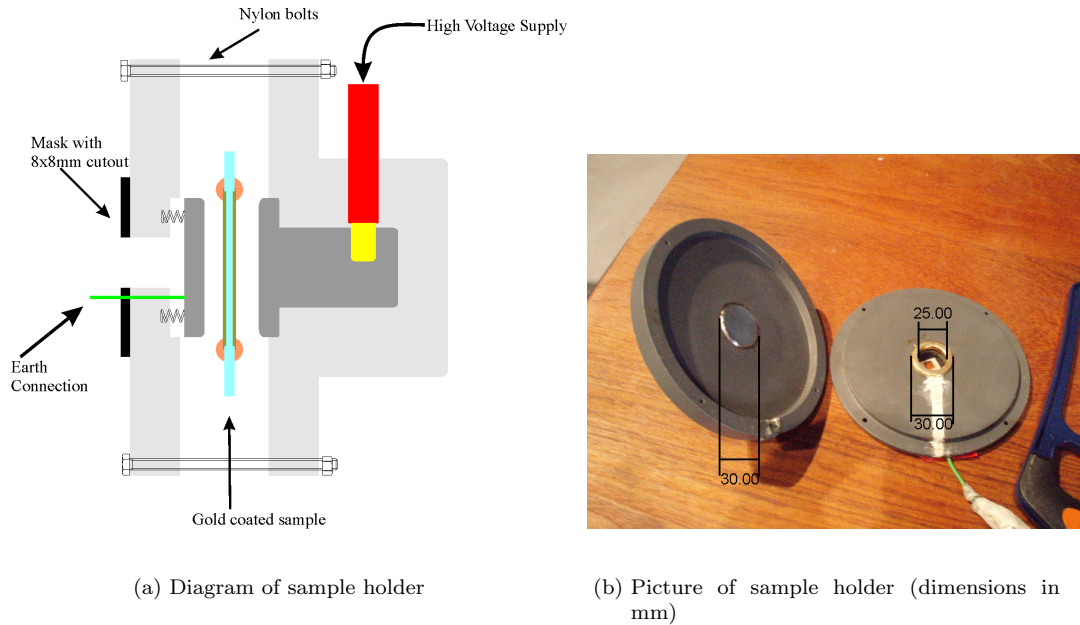 Nylon bolts
High Voltage Supply
Mask with
8x8mm cutout
Earth
Connection
Gold coated sample
25.00
30.00
30.00
(a) Diagram of sample holder
(b) Picture of sample holder (dimensions in
mm)